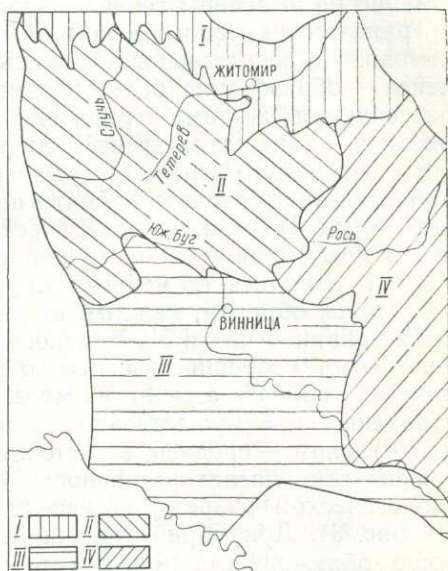 I
ЖИТОМИР
Случь
Тетерев
II
Юж. Буг
Рось
IV
ВИННИЦА
III
I II
III IV